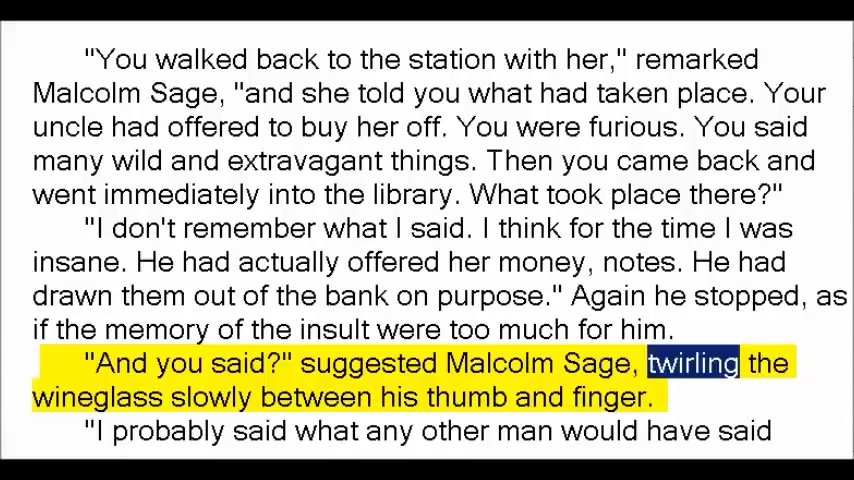 "You walked back to the station with her," remarked
Malcolm Sage, "and she told you what had taken place. Your
uncle had offered to buy her off. You were furious. You said
many wild and extravagant things. Then you came back and
went immediately into the library. What took place there?"
"I don't remember what I said. I think for the time I was
insane. He had actually offered her money, notes. He had
drawn them out of the bank on purpose." Again he stopped, as
if the memory of the insult were too much for him.
"And you said?" suggested Malcolm Sage, twirling the
wineglass slowly between his thumb and finger.
"I probably said what any other man would have said